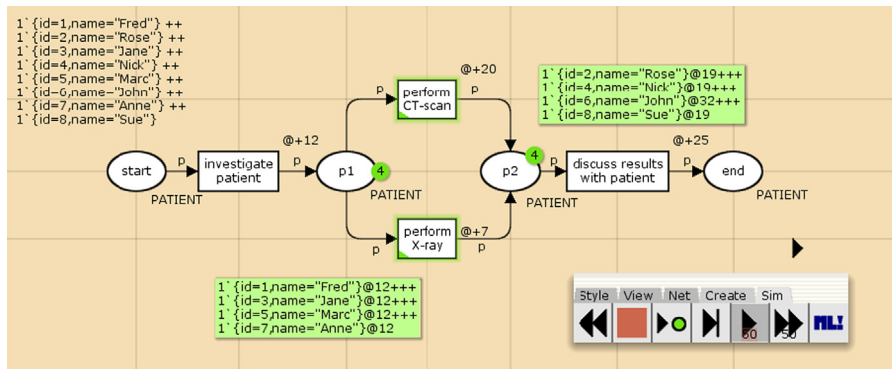 1`{id=1,name="Fred"} ++
1`{id=2,name="Rose"} ++
1`{id=3,name="Jane"} ++
1`{id=4,name="Nick"} ++
1`{id=5,name="Marc"} ++
1`{id=6,name="John"} ++
1`{id=7,name="Anne"} ++
1`{id=8,name="Sue"}
@+20
p
perform
CT-scan
p
1`{id=2,name="Rose"}@19+++
1`{id=4,name="Nick"}@19+++
1`{id=6,name="John"}@32+++
1`{id=8,name="Sue"}@19
@+12
@+25
start
p
investigate
patient
p
p1
4
p2
4
p
discuss results
with patient
p
end
PATIENT
PATIENT
PATIENT
PATIENT
p
perform
X-ray
@+7
p
1`{id=1,name="Fred"}@12+++
1`{id=3,name="Jane"}@12+++
1`{id=5,name="Marc"}@12+++
1`{id=7,name="Anne"}@12
Style View Net Create Sim
50
50
ML!